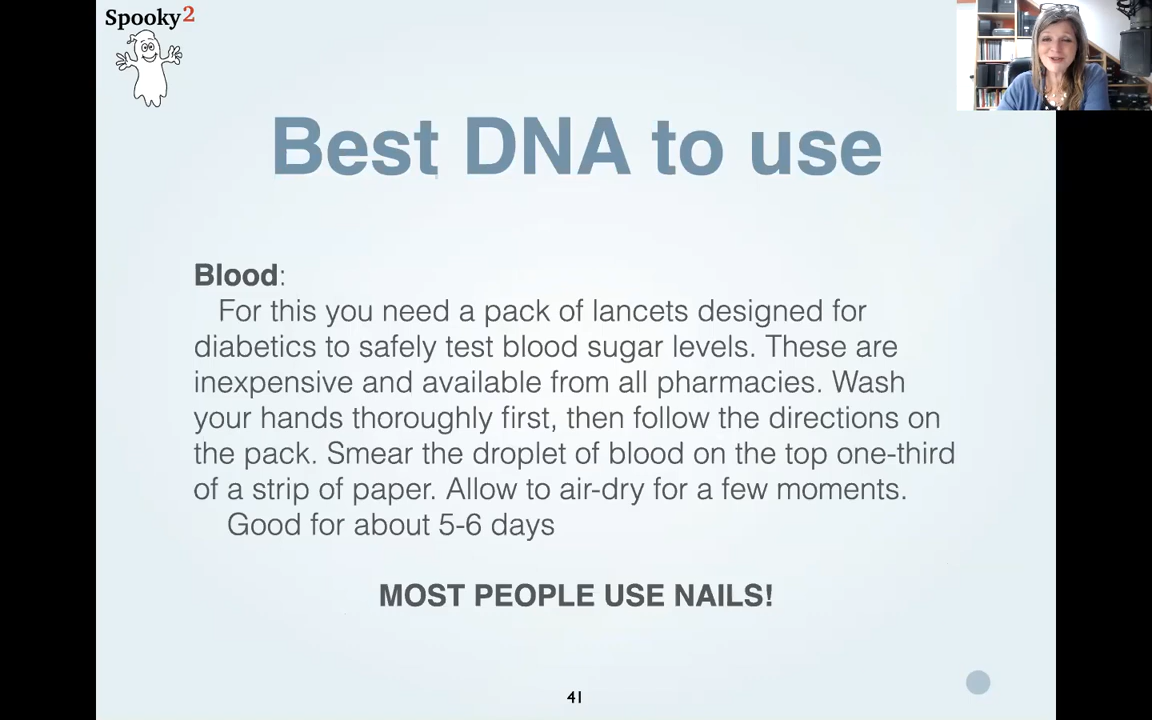 Spooky2
Best DNA to use
Blood:
For this you need a pack of lancets designed for
diabetics to safely test blood sugar levels. These are
inexpensive and available from all pharmacies. Wash
your hands thoroughly first, then follow the directions on
the pack. Smear the droplet of blood on the top one-third
of a strip of paper. Allow to air-dry for a few moments.
Good for about 5-6 days
MOST PEOPLE USE NAILS!
41